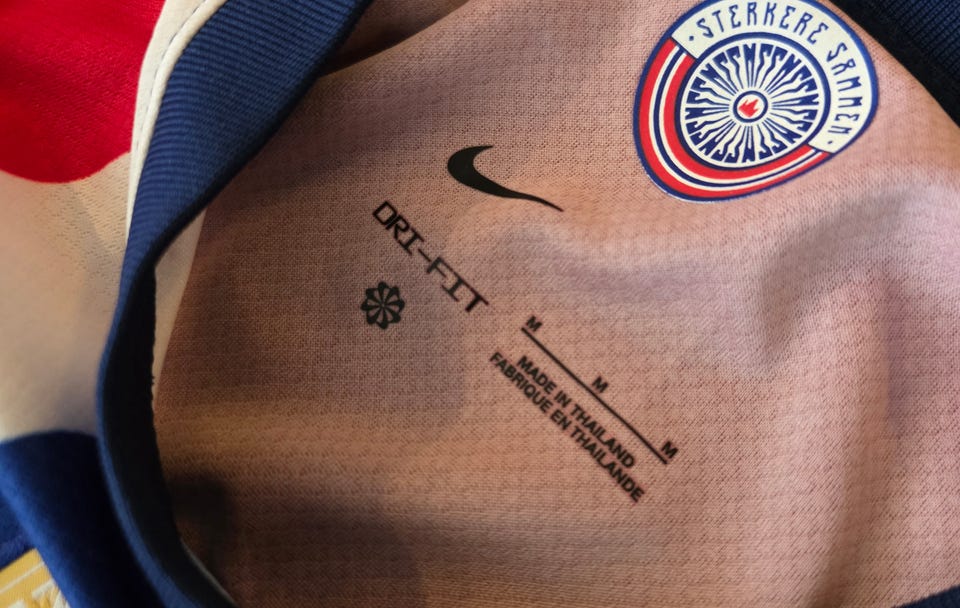 STERKERE SAMMEN
DRI-FIT
M M M
MADE IN THAILAND
FABRIQUE EN THAILANDE